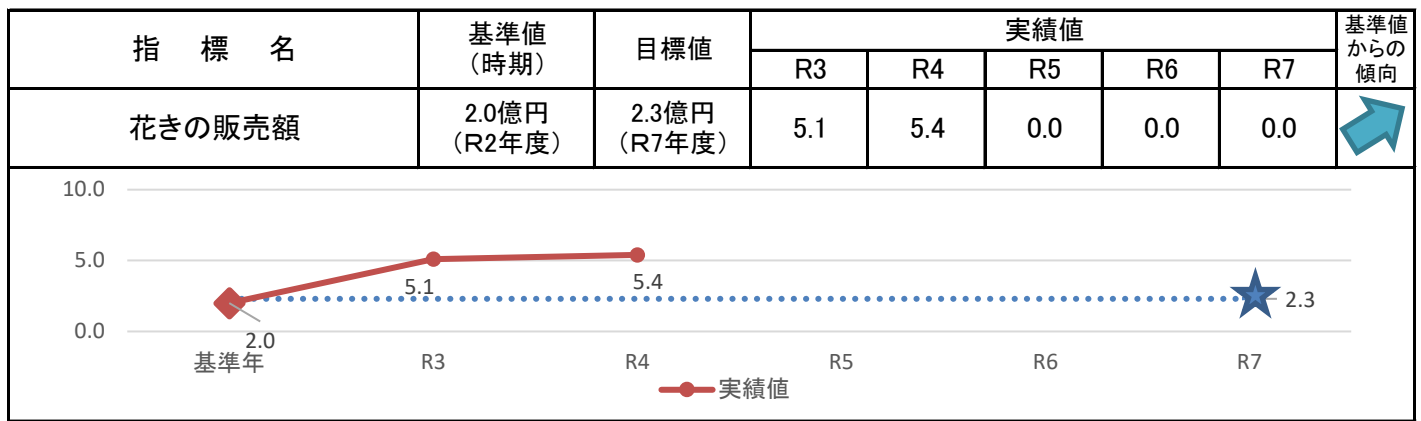 指 標 名
基準値
（時期）
目標値
実績値
基準値
からの
傾向
R3 R4 R5 R6 R7
花きの販売額
2.0億円
（R2年度）
2.3億円
（R7年度）
5.1 5.4 0.0 0.0 0.0
10.0
5.0
0.0
5.1
5.4
2.3
2.0
基準年 R3 R4 R5 R6 R7
実績値